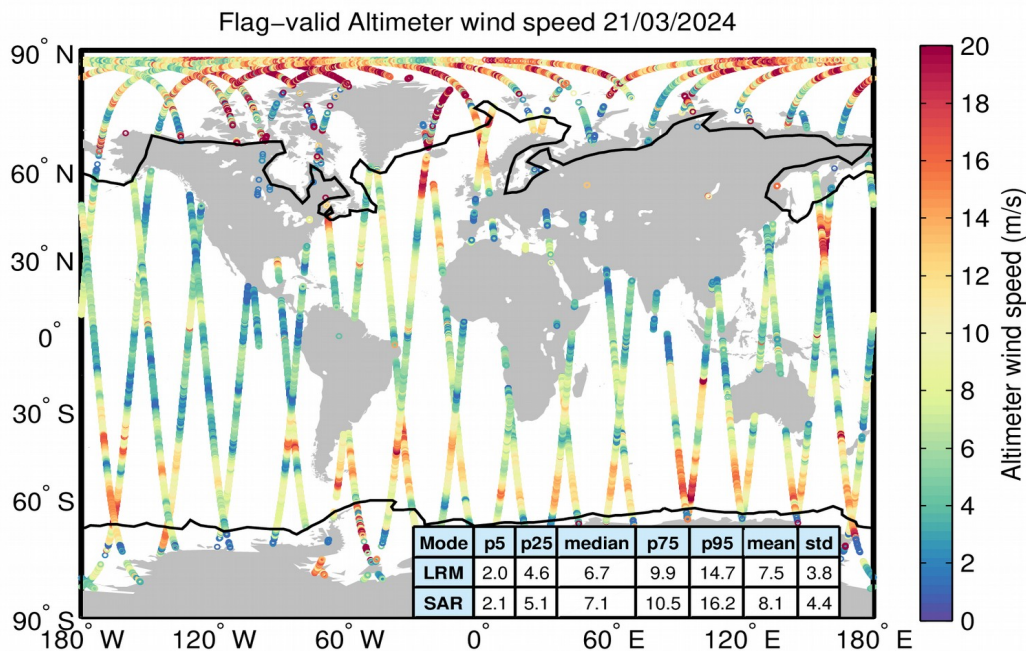 Flag−valid Altimeter wind speed 21/03/2024
90° N
60° N
30° N
0°
30° S
60° S
90° S
180° W
120° W
60° W
0°
60° E
120° E
180° E
Mode p5 p25 median p75 p95 mean std
LRM 2.0 4.6 6.7 9.9 14.7 7.5 3.8
SAR 2.1 5.1 7.1 10.5 16.2 8.1 4.4
20
18
16
14
12
10
8
6
4
2
0
Altimeter wind speed (m/s)